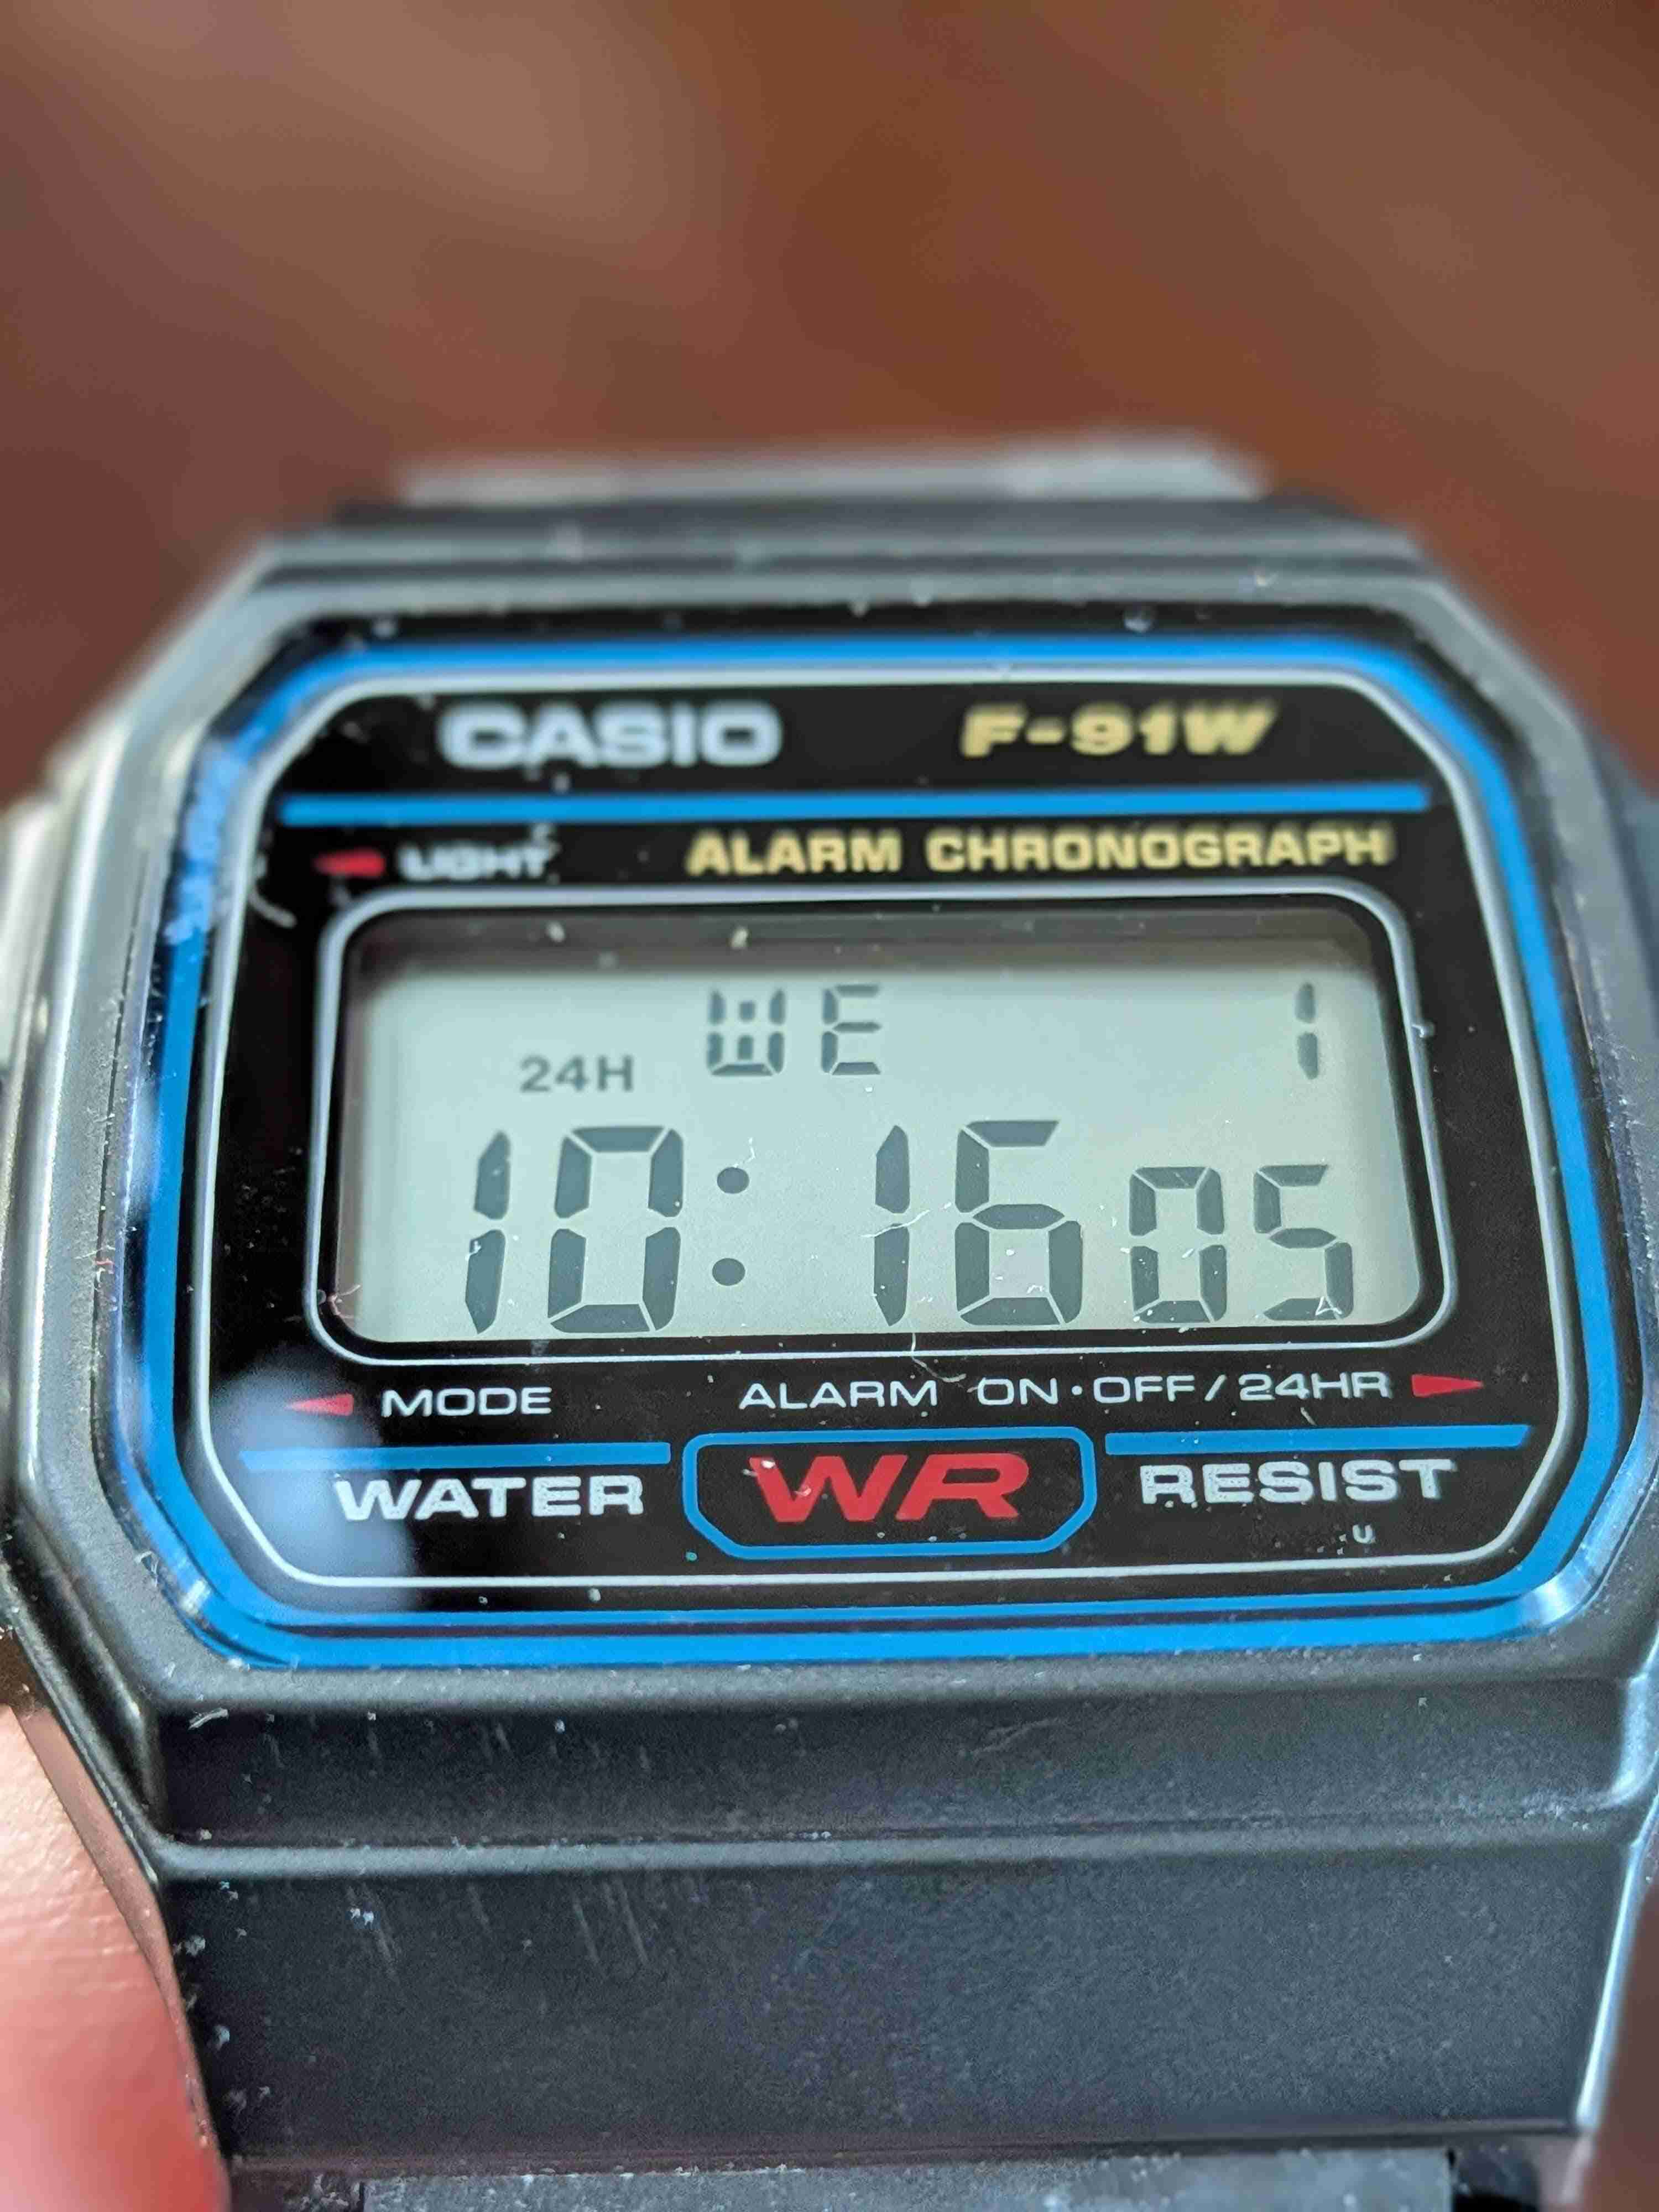 CASIO F-91W
LIGHT ALARM CHRONOGRAPH
WE 1
24H
10:16 05
MODE ALARM ON·OFF/24HR
WATER WR RESIST
U